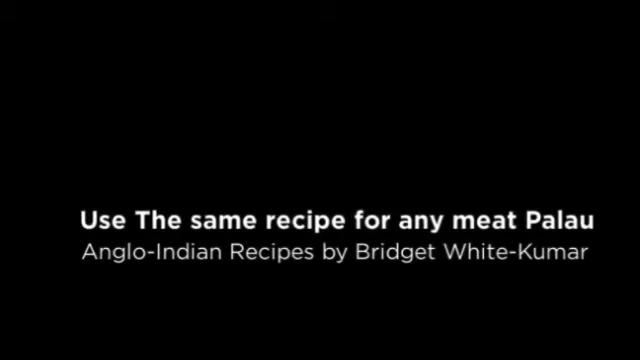 Use The same recipe for any meat Palau
Anglo-Indian Recipes by Bridget White-Kumar